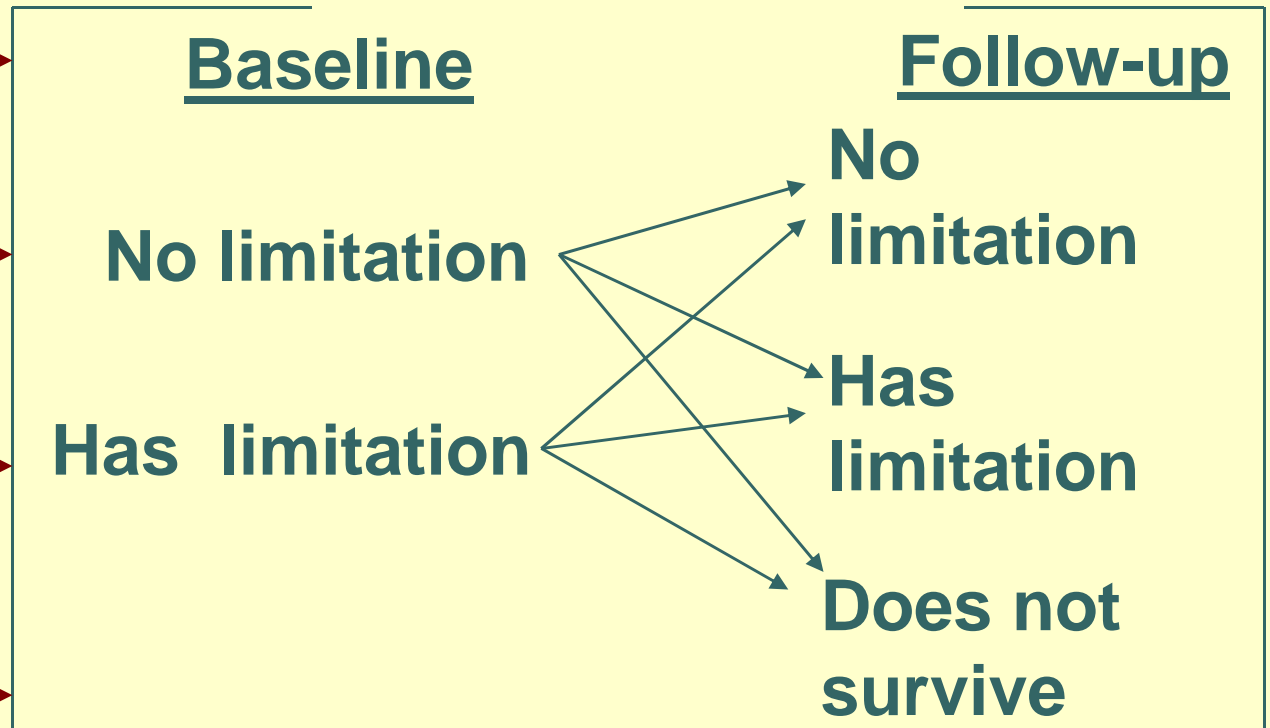 Baseline
Follow-up
No limitation
Has limitation
No
limitation
Has
limitation
Does not
survive